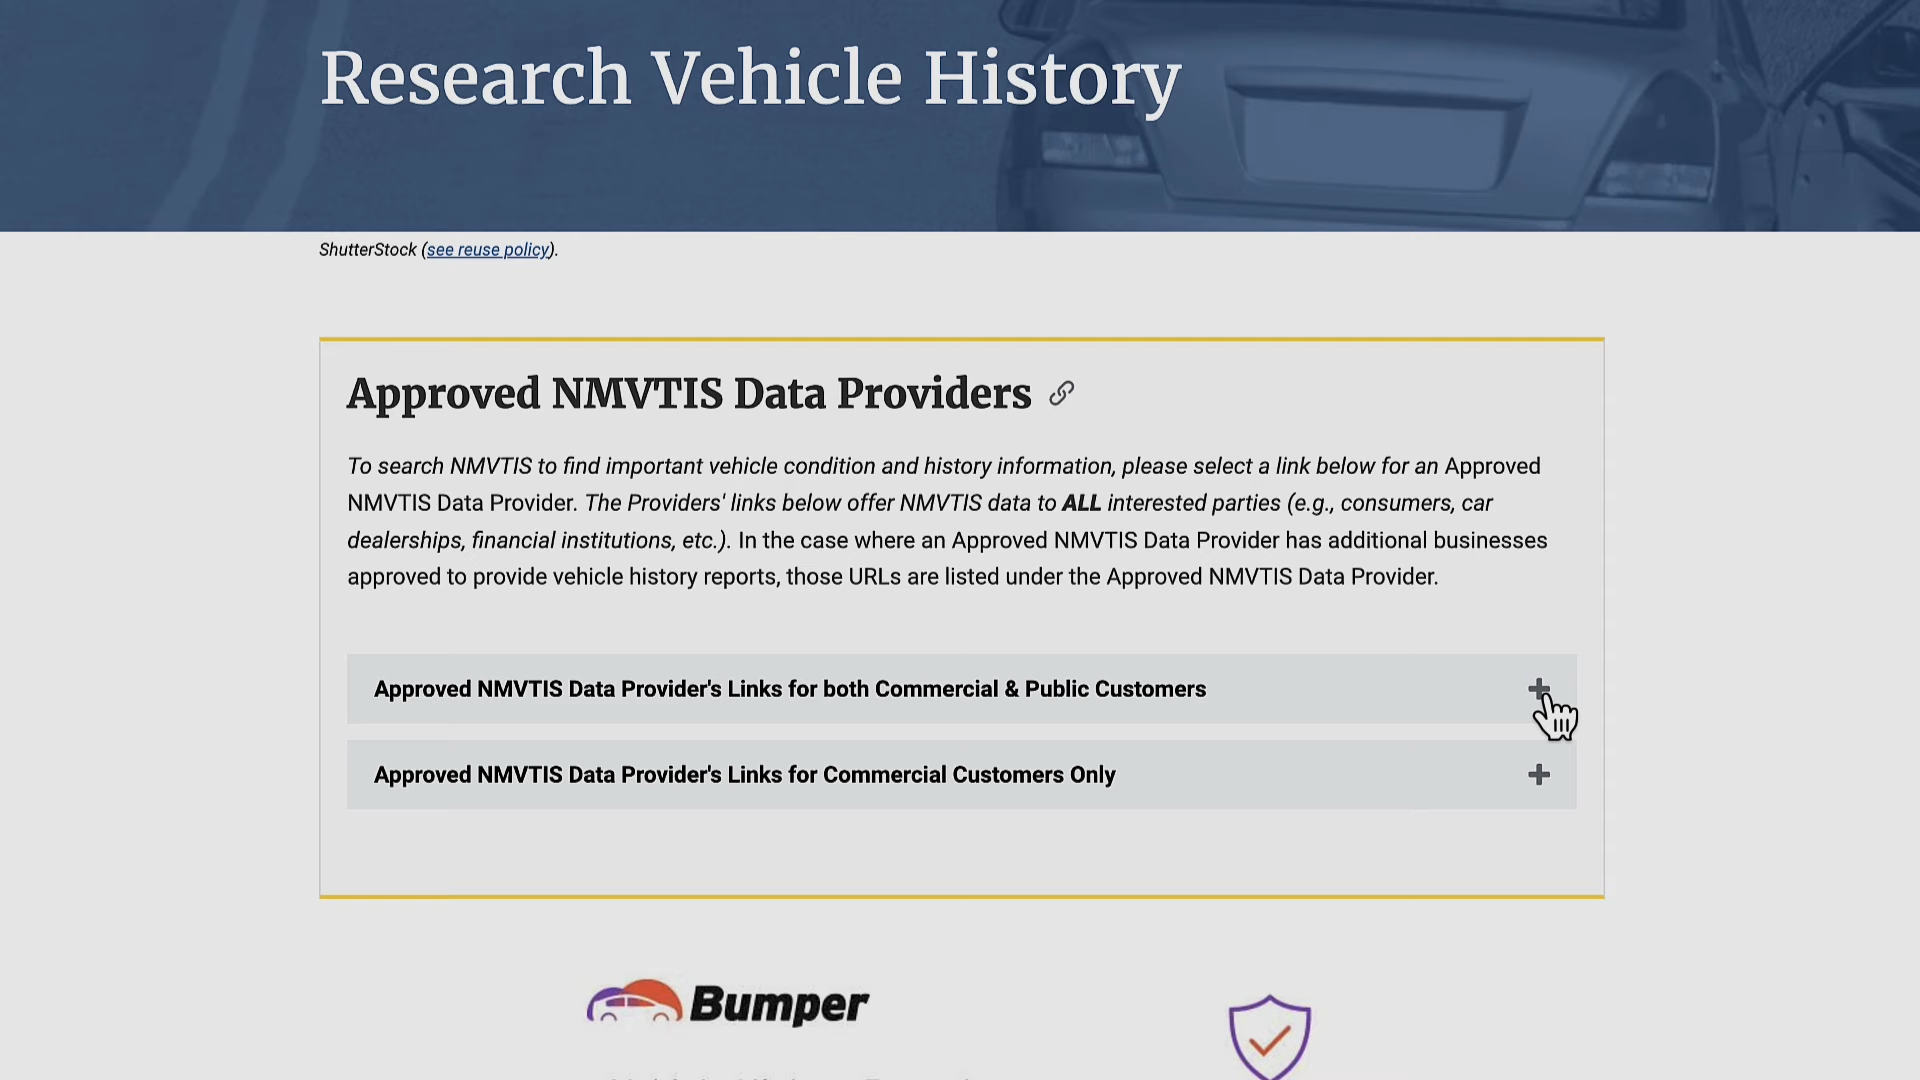 Research Vehicle History
ShutterStock (see reuse policy).
Approved NMVTIS Data Providers
To search NMVTIS to find important vehicle condition and history information, please select a link below for an Approved
NMVTIS Data Provider. The Providers' links below offer NMVTIS data to ALL interested parties (e.g., consumers, car
dealerships, financial institutions, etc.). In the case where an Approved NMVTIS Data Provider has additional businesses
approved to provide vehicle history reports, those URLs are listed under the Approved NMVTIS Data Provider.
Approved NMVTIS Data Provider's Links for both Commercial & Public Customers
Approved NMVTIS Data Provider's Links for Commercial Customers Only
Bumper